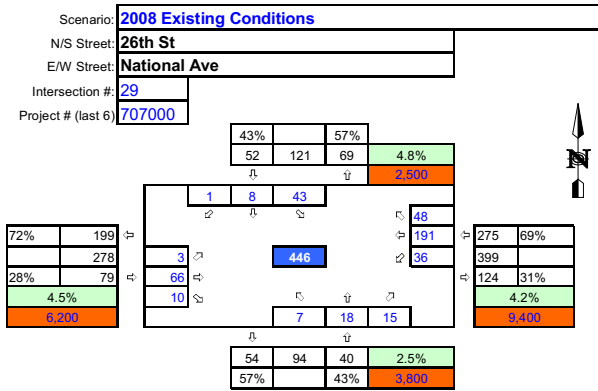 Scenario: 2008 Existing Conditions
N/S Street: 26th St
E/W Street: National Ave
Intersection #: 29
Project # (last 6) 707000
43% 57%
52 121 69 4.8%
⇩ ⇧ 2,500
N
1 8 43
⬃ ⇩ ⬂ ⬁ 48
72% 199 ⇦ ⇦ 191 ⇦ 275 69%
278 3 ⬀ 446 ⬃ 36 399
28% 79 ⇨ 66 ⇨ ⇨ 124 31%
4.5% 10 ⬂ ⬁ ⇧ ⬀ 4.2%
6,200 7 18 15 9,400
⇩ ⇧
54 94 40 2.5%
57% 43% 3,800